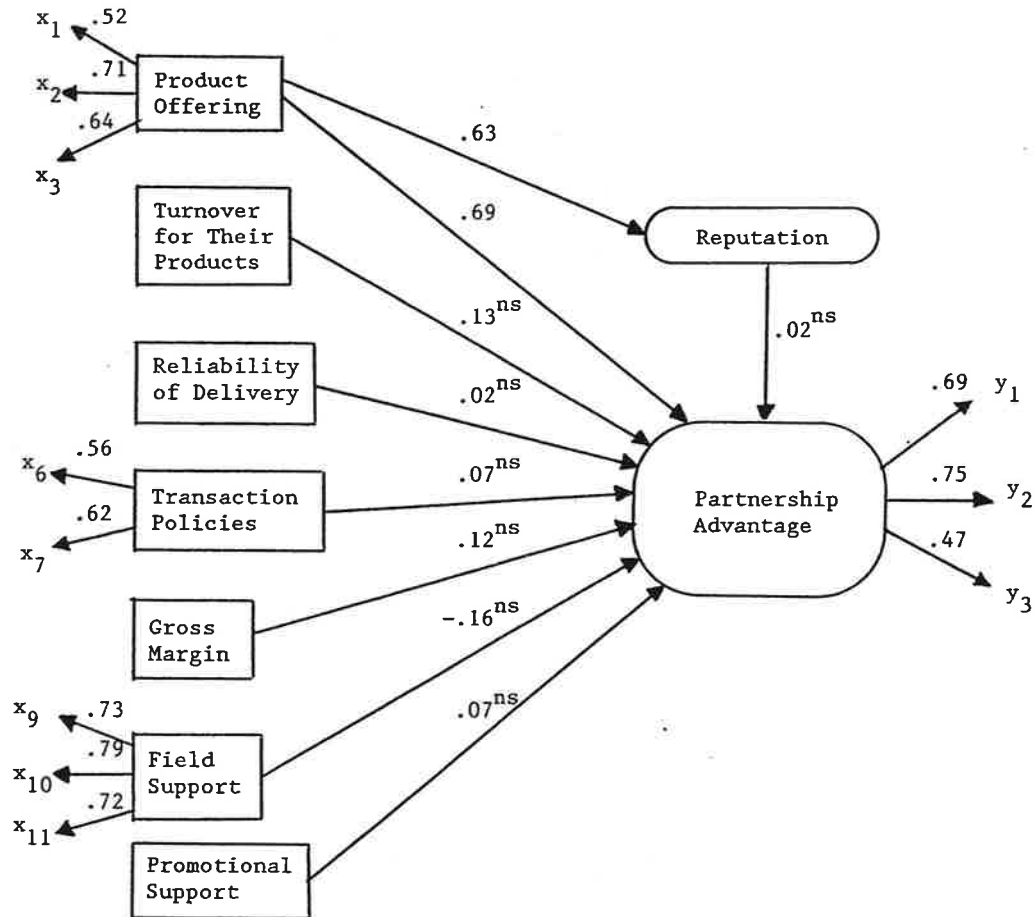 x1
.52
x2
.71
x3
.64
Product
Offering
.63
.69
Turnover
for Their
Products
Reputation
.13ns
.02ns
Reliability
of Delivery
.02ns
.69
y1
x6
.56
.07ns
Transaction
Policies
Partnership
Advantage
.75
y2
x7
.62
.12ns
.47
y3
Gross
Margin
-.16ns
x9
.73
.07ns
x10
.79
Field
Support
x11
.72
Promotional
Support